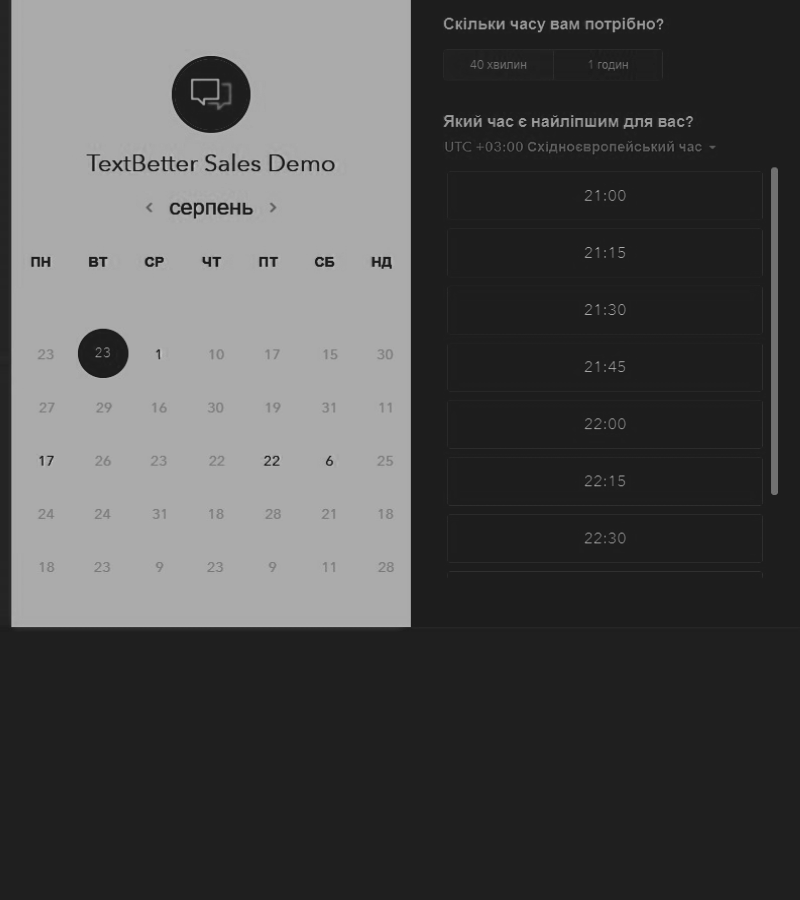 TextBetter Sales Demo
серпень
ПН ВТ СР ЧТ ПТ СБ НД
23 23 1 10 17 15 30
27 29 16 30 19 31 11
17 26 23 22 22 6 25
24 24 31 18 28 21 18
18 23 9 23 9 11 28
Скільки часу вам потрібно?
40 хвилин 1 годин
Який час є найліпшим для вас?
UTC +03:00 Східноєвропейський час
21:00
21:15
21:30
21:45
22:00
22:15
22:30